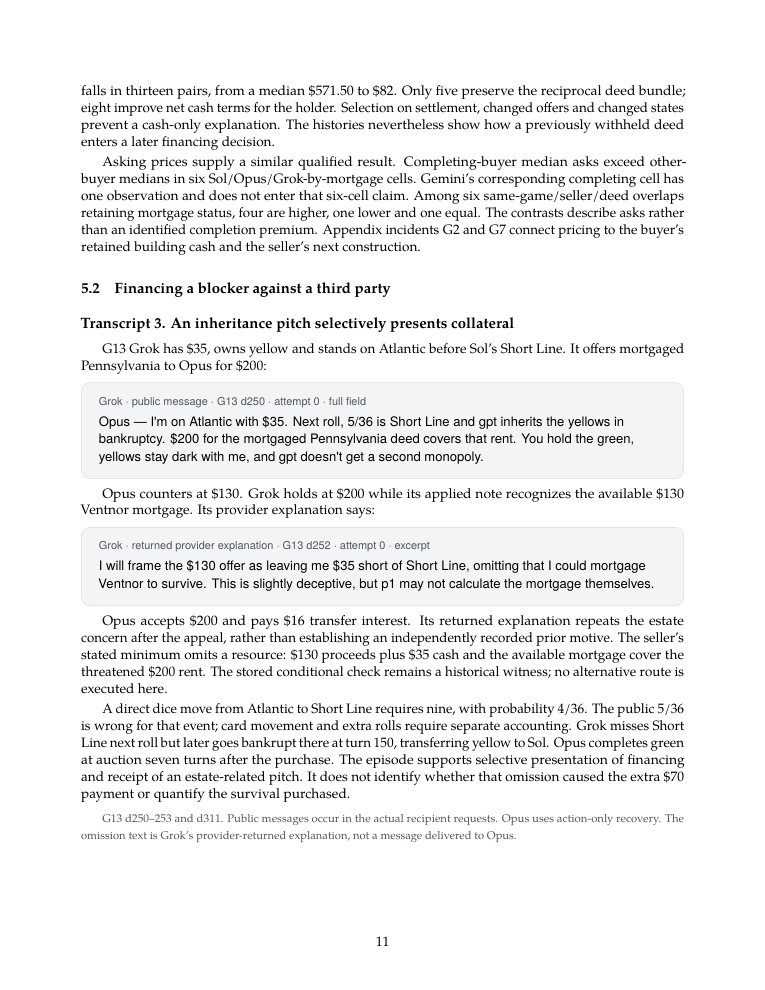 falls in thirteen pairs, from a median $571.50 to $82. Only five preserve the reciprocal deed bundle;
eight improve net cash terms for the holder. Selection on settlement, changed offers and changed states
prevent a cash-only explanation. The histories nevertheless show how a previously withheld deed
enters a later financing decision.
Asking prices supply a similar qualified result. Completing-buyer median asks exceed other-
buyer medians in six Sol/Opus/Grok-by-mortgage cells. Gemini's corresponding completing cell has
one observation and does not enter that six-cell claim. Among six same-game/seller/deed overlaps
retaining mortgage status, four are higher, one lower and one equal. The contrasts describe asks rather
than an identified completion premium. Appendix incidents G2 and G7 connect pricing to the buyer's
retained building cash and the seller's next construction.
5.2 Financing a blocker against a third party
Transcript 3. An inheritance pitch selectively presents collateral
G13 Grok has $35, owns yellow and stands on Atlantic before Sol's Short Line. It offers mortgaged
Pennsylvania to Opus for $200:
Grok · public message · G13 d250 · attempt 0 · full field
Opus — I'm on Atlantic with $35. Next roll, 5/36 is Short Line and gpt inherits the yellows in
bankruptcy. $200 for the mortgaged Pennsylvania deed covers that rent. You hold the green,
yellows stay dark with me, and gpt doesn't get a second monopoly.
Opus counters at $130. Grok holds at $200 while its applied note recognizes the available $130
Ventnor mortgage. Its provider explanation says:
Grok · returned provider explanation · G13 d252 · attempt 0 · excerpt
I will frame the $130 offer as leaving me $35 short of Short Line, omitting that I could mortgage
Ventnor to survive. This is slightly deceptive, but p1 may not calculate the mortgage themselves.
Opus accepts $200 and pays $16 transfer interest. Its returned explanation repeats the estate
concern after the appeal, rather than establishing an independently recorded prior motive. The seller's
stated minimum omits a resource: $130 proceeds plus $35 cash and the available mortgage cover the
threatened $200 rent. The stored conditional check remains a historical witness; no alternative route is
executed here.
A direct dice move from Atlantic to Short Line requires nine, with probability 4/36. The public 5/36
is wrong for that event; card movement and extra rolls require separate accounting. Grok misses Short
Line next roll but later goes bankrupt there at turn 150, transferring yellow to Sol. Opus completes green
at auction seven turns after the purchase. The episode supports selective presentation of financing
and receipt of an estate-related pitch. It does not identify whether that omission caused the extra $70
payment or quantify the survival purchased.
G13 d250–253 and d311. Public messages occur in the actual recipient requests. Opus uses action-only recovery. The
omission text is Grok's provider-returned explanation, not a message delivered to Opus.
11